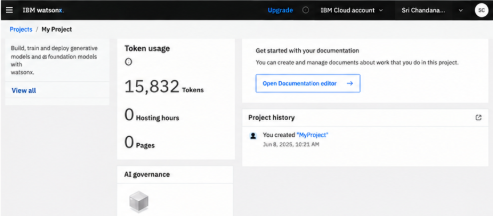 IBM watsonx.
Upgrade
IBM Cloud account
Sri Chandana...
SC
Projects / My Project
Build, train and deploy generative
models and foundation models
with
watsonx.
View all
Token usage
0
15,832 Tokens
0 Hosting hours
0 Pages
AI governance
Get started with your documentation
You can create and manage documents about work that you do in this project.
Open Documentation editor →
Project history
You created "MyProject"
Jun 8, 2025, 10:21 AM